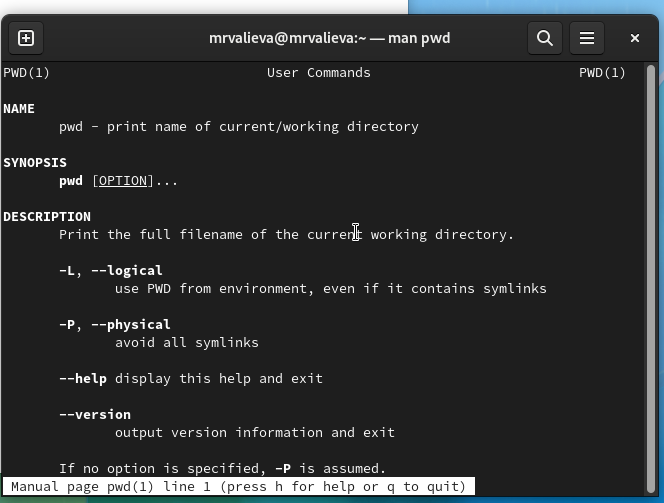 mrvalieva@mrvalieva:~ — man pwd
PWD(1) User Commands PWD(1)
NAME
pwd - print name of current/working directory
SYNOPSIS
pwd [OPTION]...
DESCRIPTION
Print the full filename of the current working directory.
-L, --logical
use PWD from environment, even if it contains symlinks
-P, --physical
avoid all symlinks
--help display this help and exit
--version
output version information and exit
If no option is specified, -P is assumed.
Manual page pwd(1) line 1 (press h for help or q to quit)